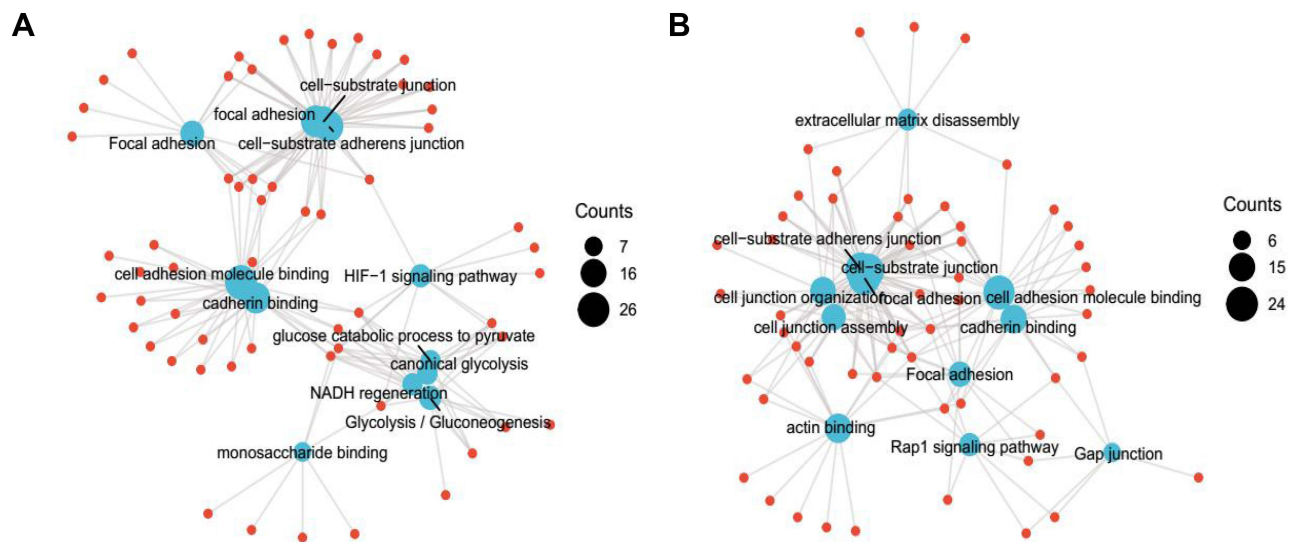 A
cell−substrate junction
focal adhesion
Focal adhesion
cell−substrate adherens junction
Counts
7
16
26
cell adhesion molecule binding
HIF−1 signaling pathway
cadherin binding
glucose catabolic process to pyruvate
canonical glycolysis
NADH regeneration
Glycolysis / Gluconeogenesis
monosaccharide binding
B
extracellular matrix disassembly
Counts
6
15
24
cell−substrate adherens junction
cell−substrate junction
cell junction organization
focal adhesion
cell adhesion molecule binding
cell junction assembly
cadherin binding
Focal adhesion
actin binding
Rap1 signaling pathway
Gap junction